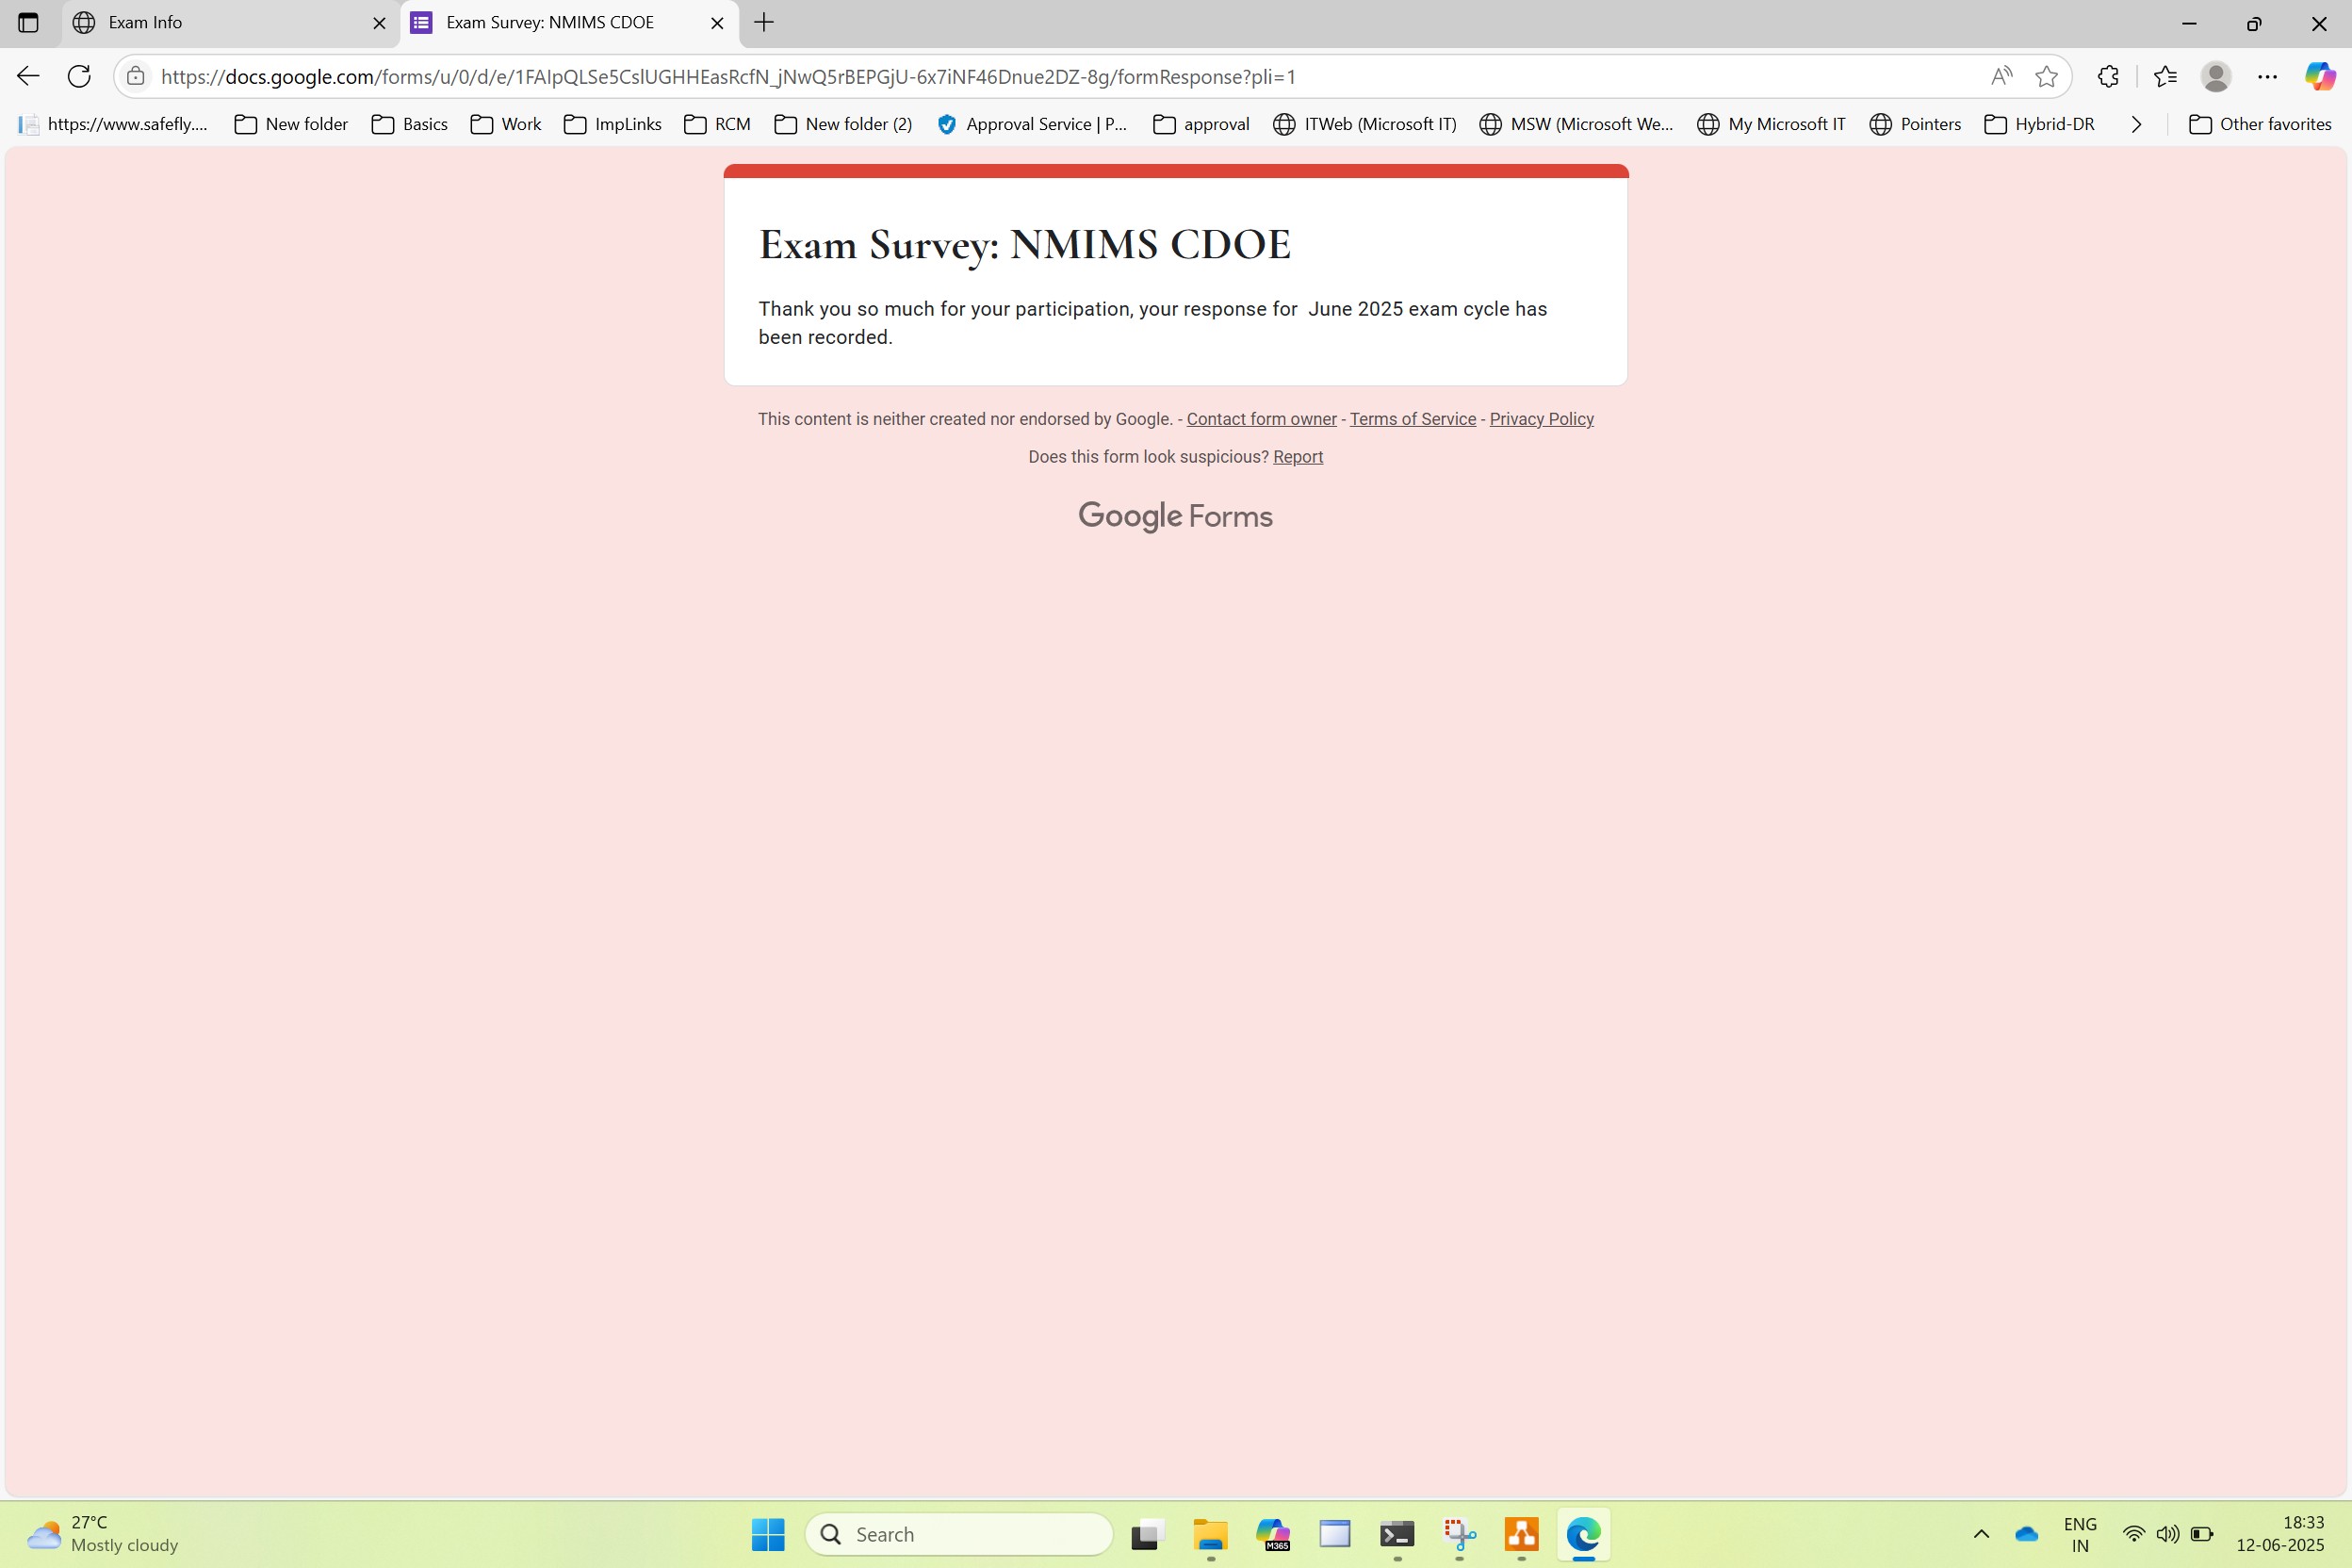 Exam Info
Exam Survey: NMIMS CDOE
https://docs.google.com/forms/u/0/d/e/1FAIpQLSe5CslUGHHEasRcfN_jNwQ5rBEPGjU-6x7iNF46Dnue2DZ-8g/formResponse?pli=1
https://www.safefly.... New folder Basics Work ImpLinks RCM New folder (2) Approval Service | P... approval ITWeb (Microsoft IT) MSW (Microsoft We... My Microsoft IT Pointers Hybrid-DR Other favorites
Exam Survey: NMIMS CDOE
Thank you so much for your participation, your response for  June 2025 exam cycle has
been recorded.
This content is neither created nor endorsed by Google. - Contact form owner - Terms of Service - Privacy Policy
Does this form look suspicious? Report
Google Forms
27°C
Mostly cloudy
Search
M365
ENG
IN
18:33
12-06-2025